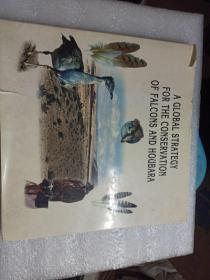 A GLOBAL STRATEGY
FOR THE CONSERVATION
OF FALCONS AND HOUBARA